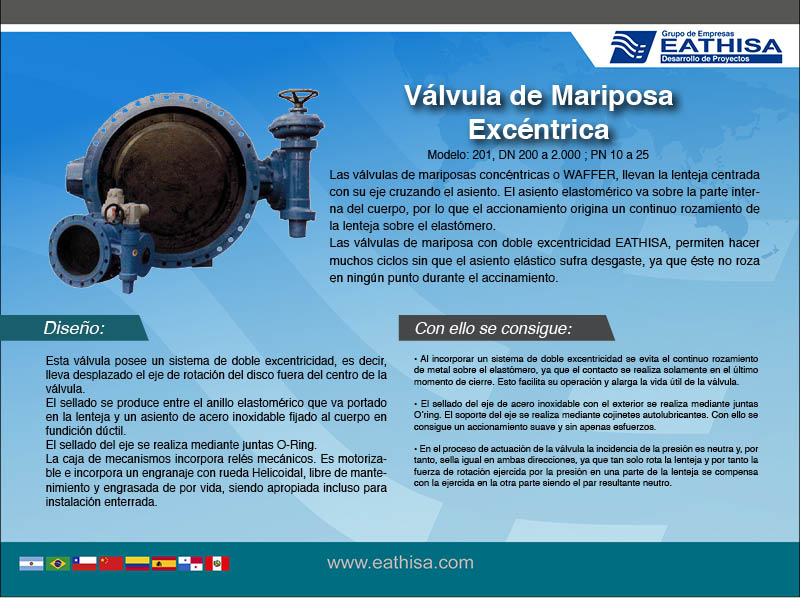 Grupo de Empresas
EATHISA
Desarrollo de Proyectos
Válvula de Mariposa
Excéntrica
Modelo: 201, DN 200 a 2.000 ; PN 10 a 25
Las válvulas de mariposas concéntricas o WAFFER, llevan la lenteja centrada
con su eje cruzando el asiento. El asiento elastomérico va sobre la parte inter-
na del cuerpo, por lo que el accionamiento origina un continuo rozamiento de
la lenteja sobre el elastómero.
Las válvulas de mariposa con doble excentricidad EATHISA, permiten hacer
muchos ciclos sin que el asiento elástico sufra desgaste, ya que éste no roza
en ningún punto durante el accinamiento.
Diseño:
Esta válvula posee un sistema de doble excentricidad, es decir,
lleva desplazado el eje de rotación del disco fuera del centro de la
válvula.
El sellado se produce entre el anillo elastomérico que va portado
en la lenteja y un asiento de acero inoxidable fijado al cuerpo en
fundición dúctil.
El sellado del eje se realiza mediante juntas O-Ring.
La caja de mecanismos incorpora relés mecánicos. Es motoriza-
ble e incorpora un engranaje con rueda Helicoidal, libre de mante-
nimiento y engrasada de por vida, siendo apropiada incluso para
instalación enterrada.
Con ello se consigue:
• Al incorporar un sistema de doble excentricidad se evita el continuo rozamiento
de metal sobre el elastómero, ya que el contacto se realiza solamente en el último
momento de cierre. Esto facilita su operación y alarga la vida útil de la válvula.
• El sellado del eje de acero inoxidable con el exterior se realiza mediante juntas
O'ring. El soporte del eje se realiza mediante cojinetes autolubricantes. Con ello se
consigue un accionamiento suave y sin apenas esfuerzos.
• En el proceso de actuación de la válvula la incidencia de la presión es neutra y, por
tanto, sella igual en ambas direcciones, ya que tan solo rota la lenteja y por tanto la
fuerza de rotación ejercida por la presión en una parte de la lenteja se compensa
con la ejercida en la otra parte siendo el par resultante neutro.
www.eathisa.com